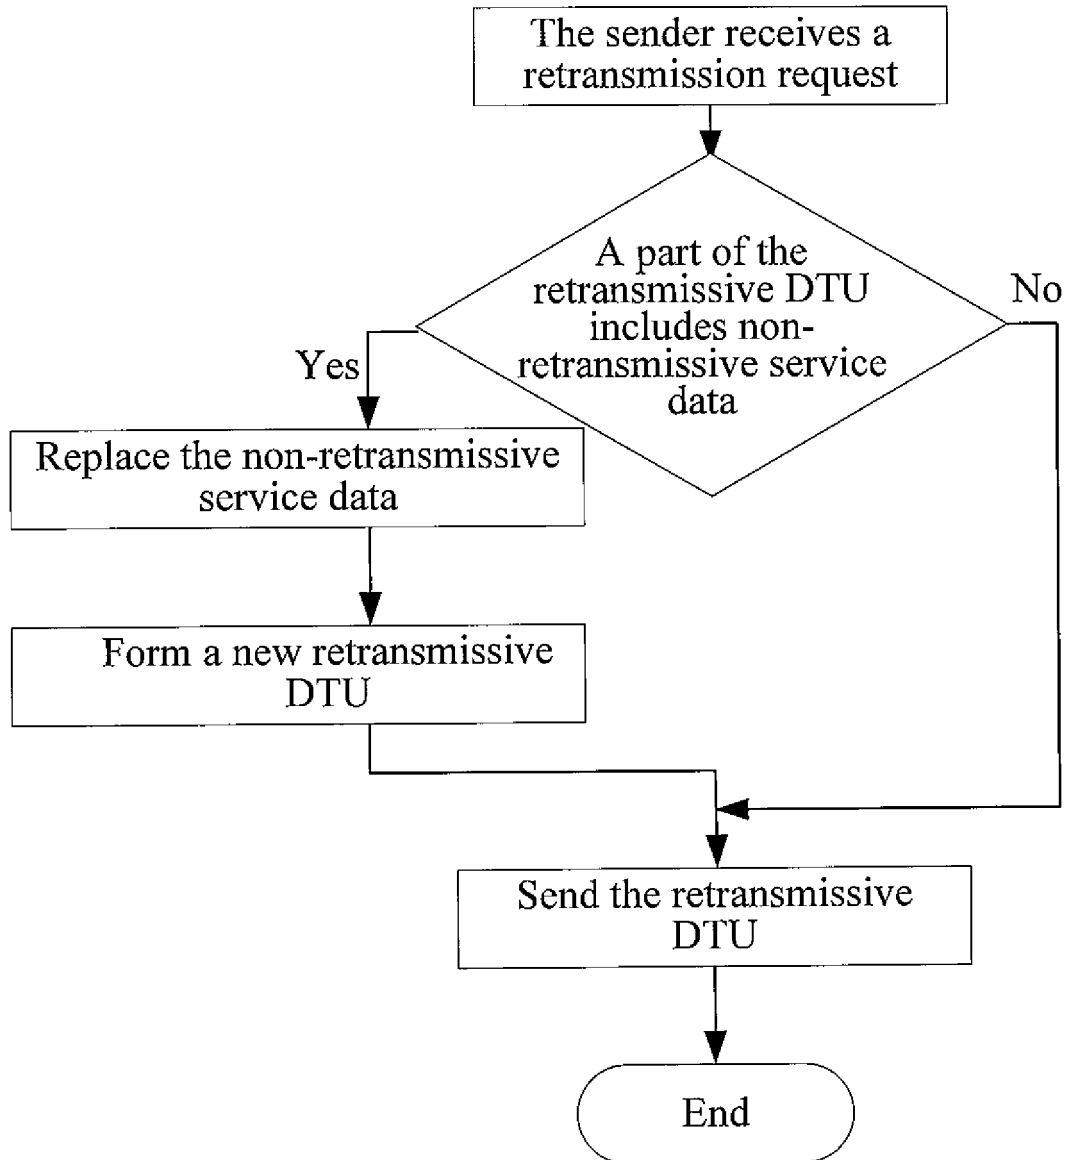 The sender receives a
retransmission request
A part of the
retransmissive DTU
includes non-
retransmissive service
data
No
Yes
Replace the non-retransmissive
service data
Form a new retransmissive
DTU
Send the retransmissive
DTU
End